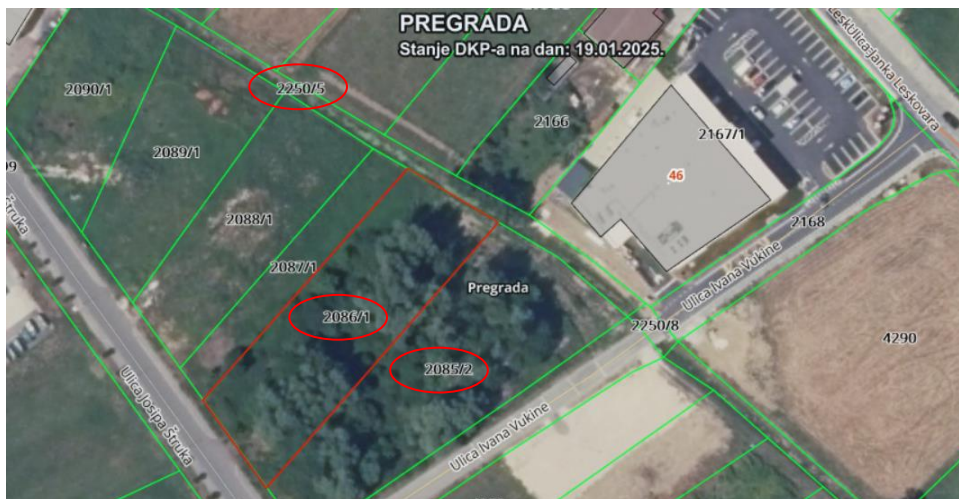 PREGRADA
Stanje DKP-a na dan: 19.01.2025.
Ulica Janka Leskovara
2090/1
2250/5
2166
2167/1
2089/1
46
2088/1
2168
Štruka
2087/1
Pregrada
Ulica Ivana Vukine
2086/1
2250/8
4290
2085/2
Ulica Josipa Štruka
Ulica Ivana Vukine